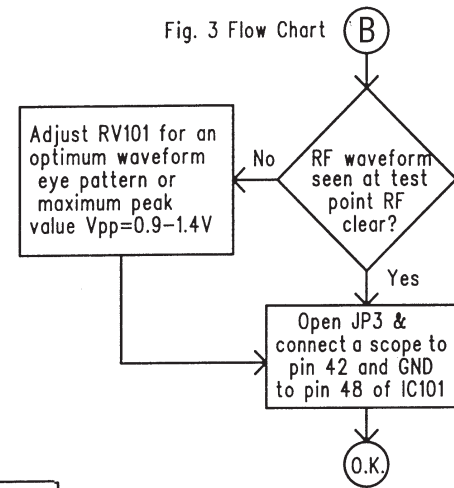 Fig. 3 Flow Chart
B
Adjust RV101 for an
optimum waveform
eye pattern or
maximum peak
value Vpp=0.9-1.4V
No
RF waveform
seen at test
point RF
clear?
Yes
Open JP3 &
connect a scope to
pin 42 and GND
to pin 48 of IC101
O.K.